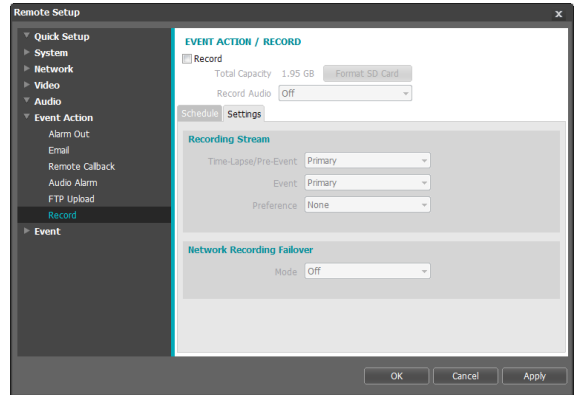 Remote Setup
x
Quick Setup
System
Network
Video
Audio
Event Action
Alarm Out
Email
Remote Callback
Audio Alarm
FTP Upload
Record
Event
EVENT ACTION / RECORD
Record
Total Capacity 1.95 GB Format SD Card
Record Audio Off
Schedule Settings
Recording Stream
Time-Lapse/Pre-Event Primary
Event Primary
Preference None
Network Recording Failover
Mode Off
OK Cancel Apply